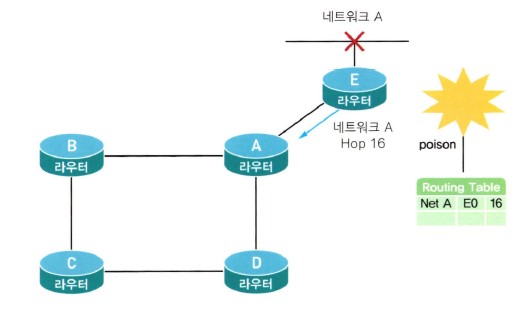 네트워크 A
E
라우터
네트워크 A
Hop 16
poison
B
라우터
A
라우터
Routing Table
Net A E0 16
C
라우터
D
라우터